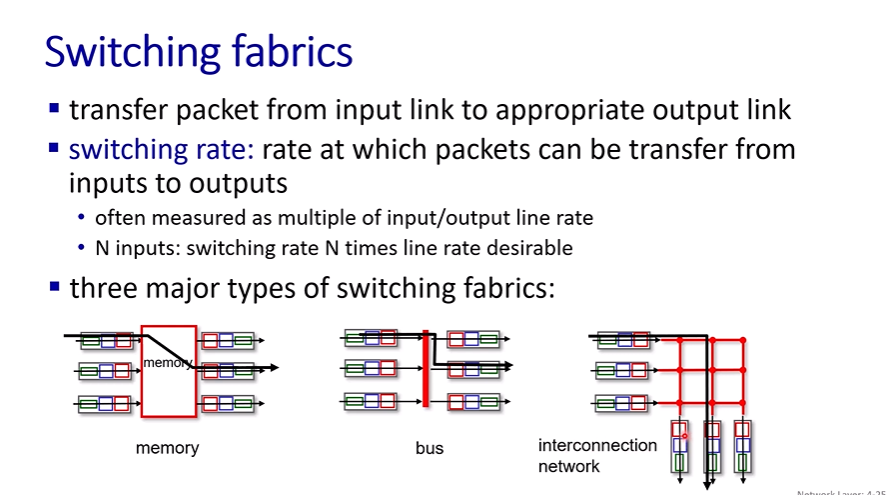 Switching fabrics
▪ transfer packet from input link to appropriate output link
▪ switching rate: rate at which packets can be transfer from
inputs to outputs
• often measured as multiple of input/output line rate
• N inputs: switching rate N times line rate desirable
▪ three major types of switching fabrics:
memory
memory
bus
interconnection
network
Network Layer: 4-25